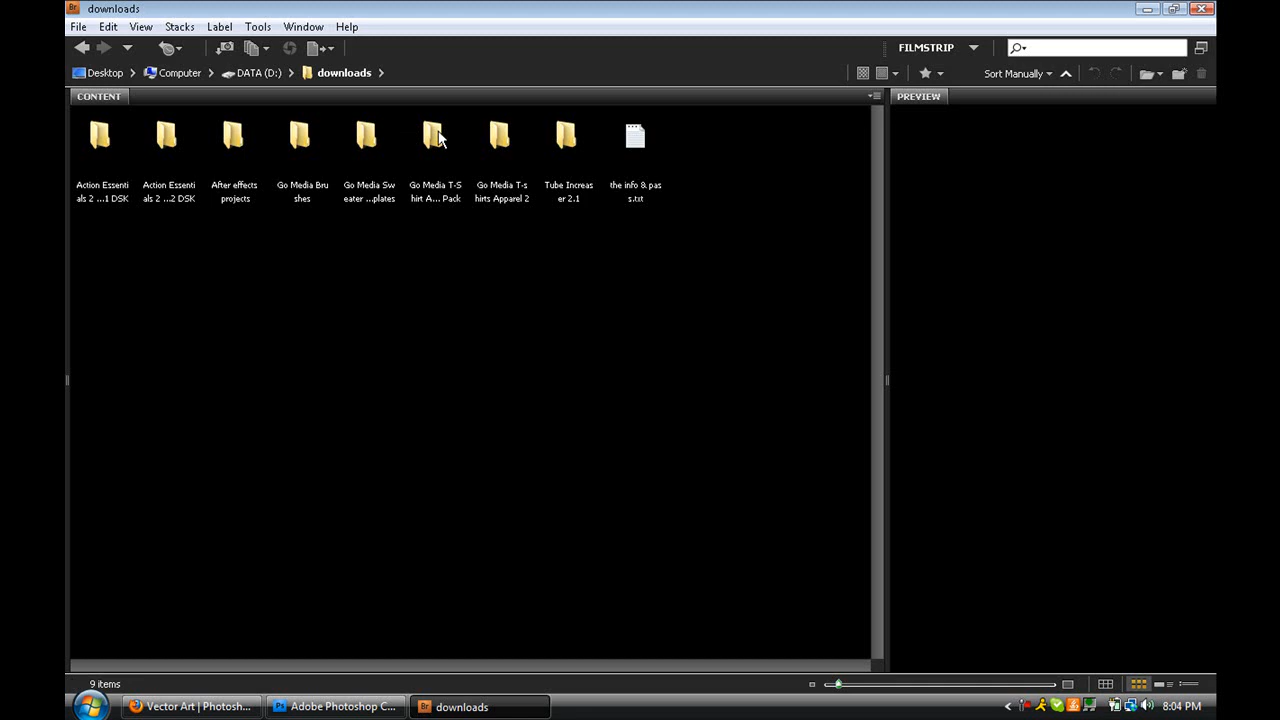 Br downloads
File Edit View Stacks Label Tools Window Help
FILMSTRIP
Desktop Computer DATA (D:) downloads
Sort Manually
CONTENT
PREVIEW
Action Essenti
als 2 ...1 DSK
Action Essenti
als 2 ...2 DSK
After effects
projects
Go Media Bru
shes
Go Media Sw
eater ...plates
Go Media T-S
hirt A... Pack
Go Media T-s
hirts Apparel 2
Tube Increas
er 2.1
the info & pas
s.txt
9 items
Vector Art | Photosh...
Ps Adobe Photoshop C...
Br downloads
8:04 PM